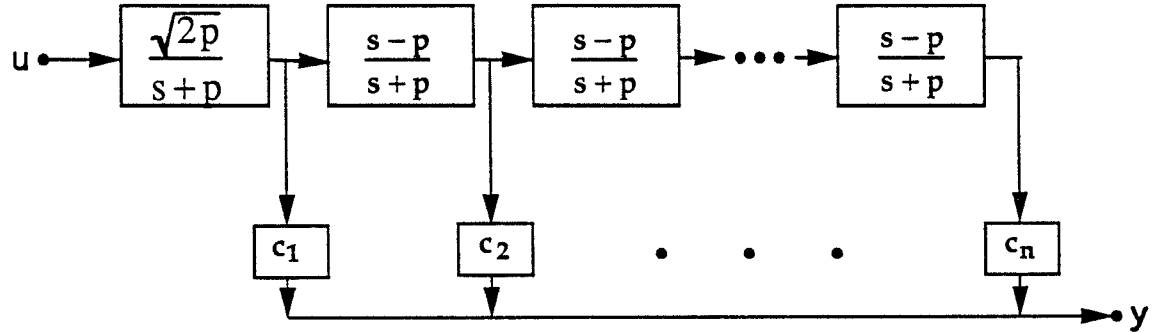 u √2p / s + p s – p / s + p s – p / s + p ••• s – p / s + p
c1 c2 • • • cn
y